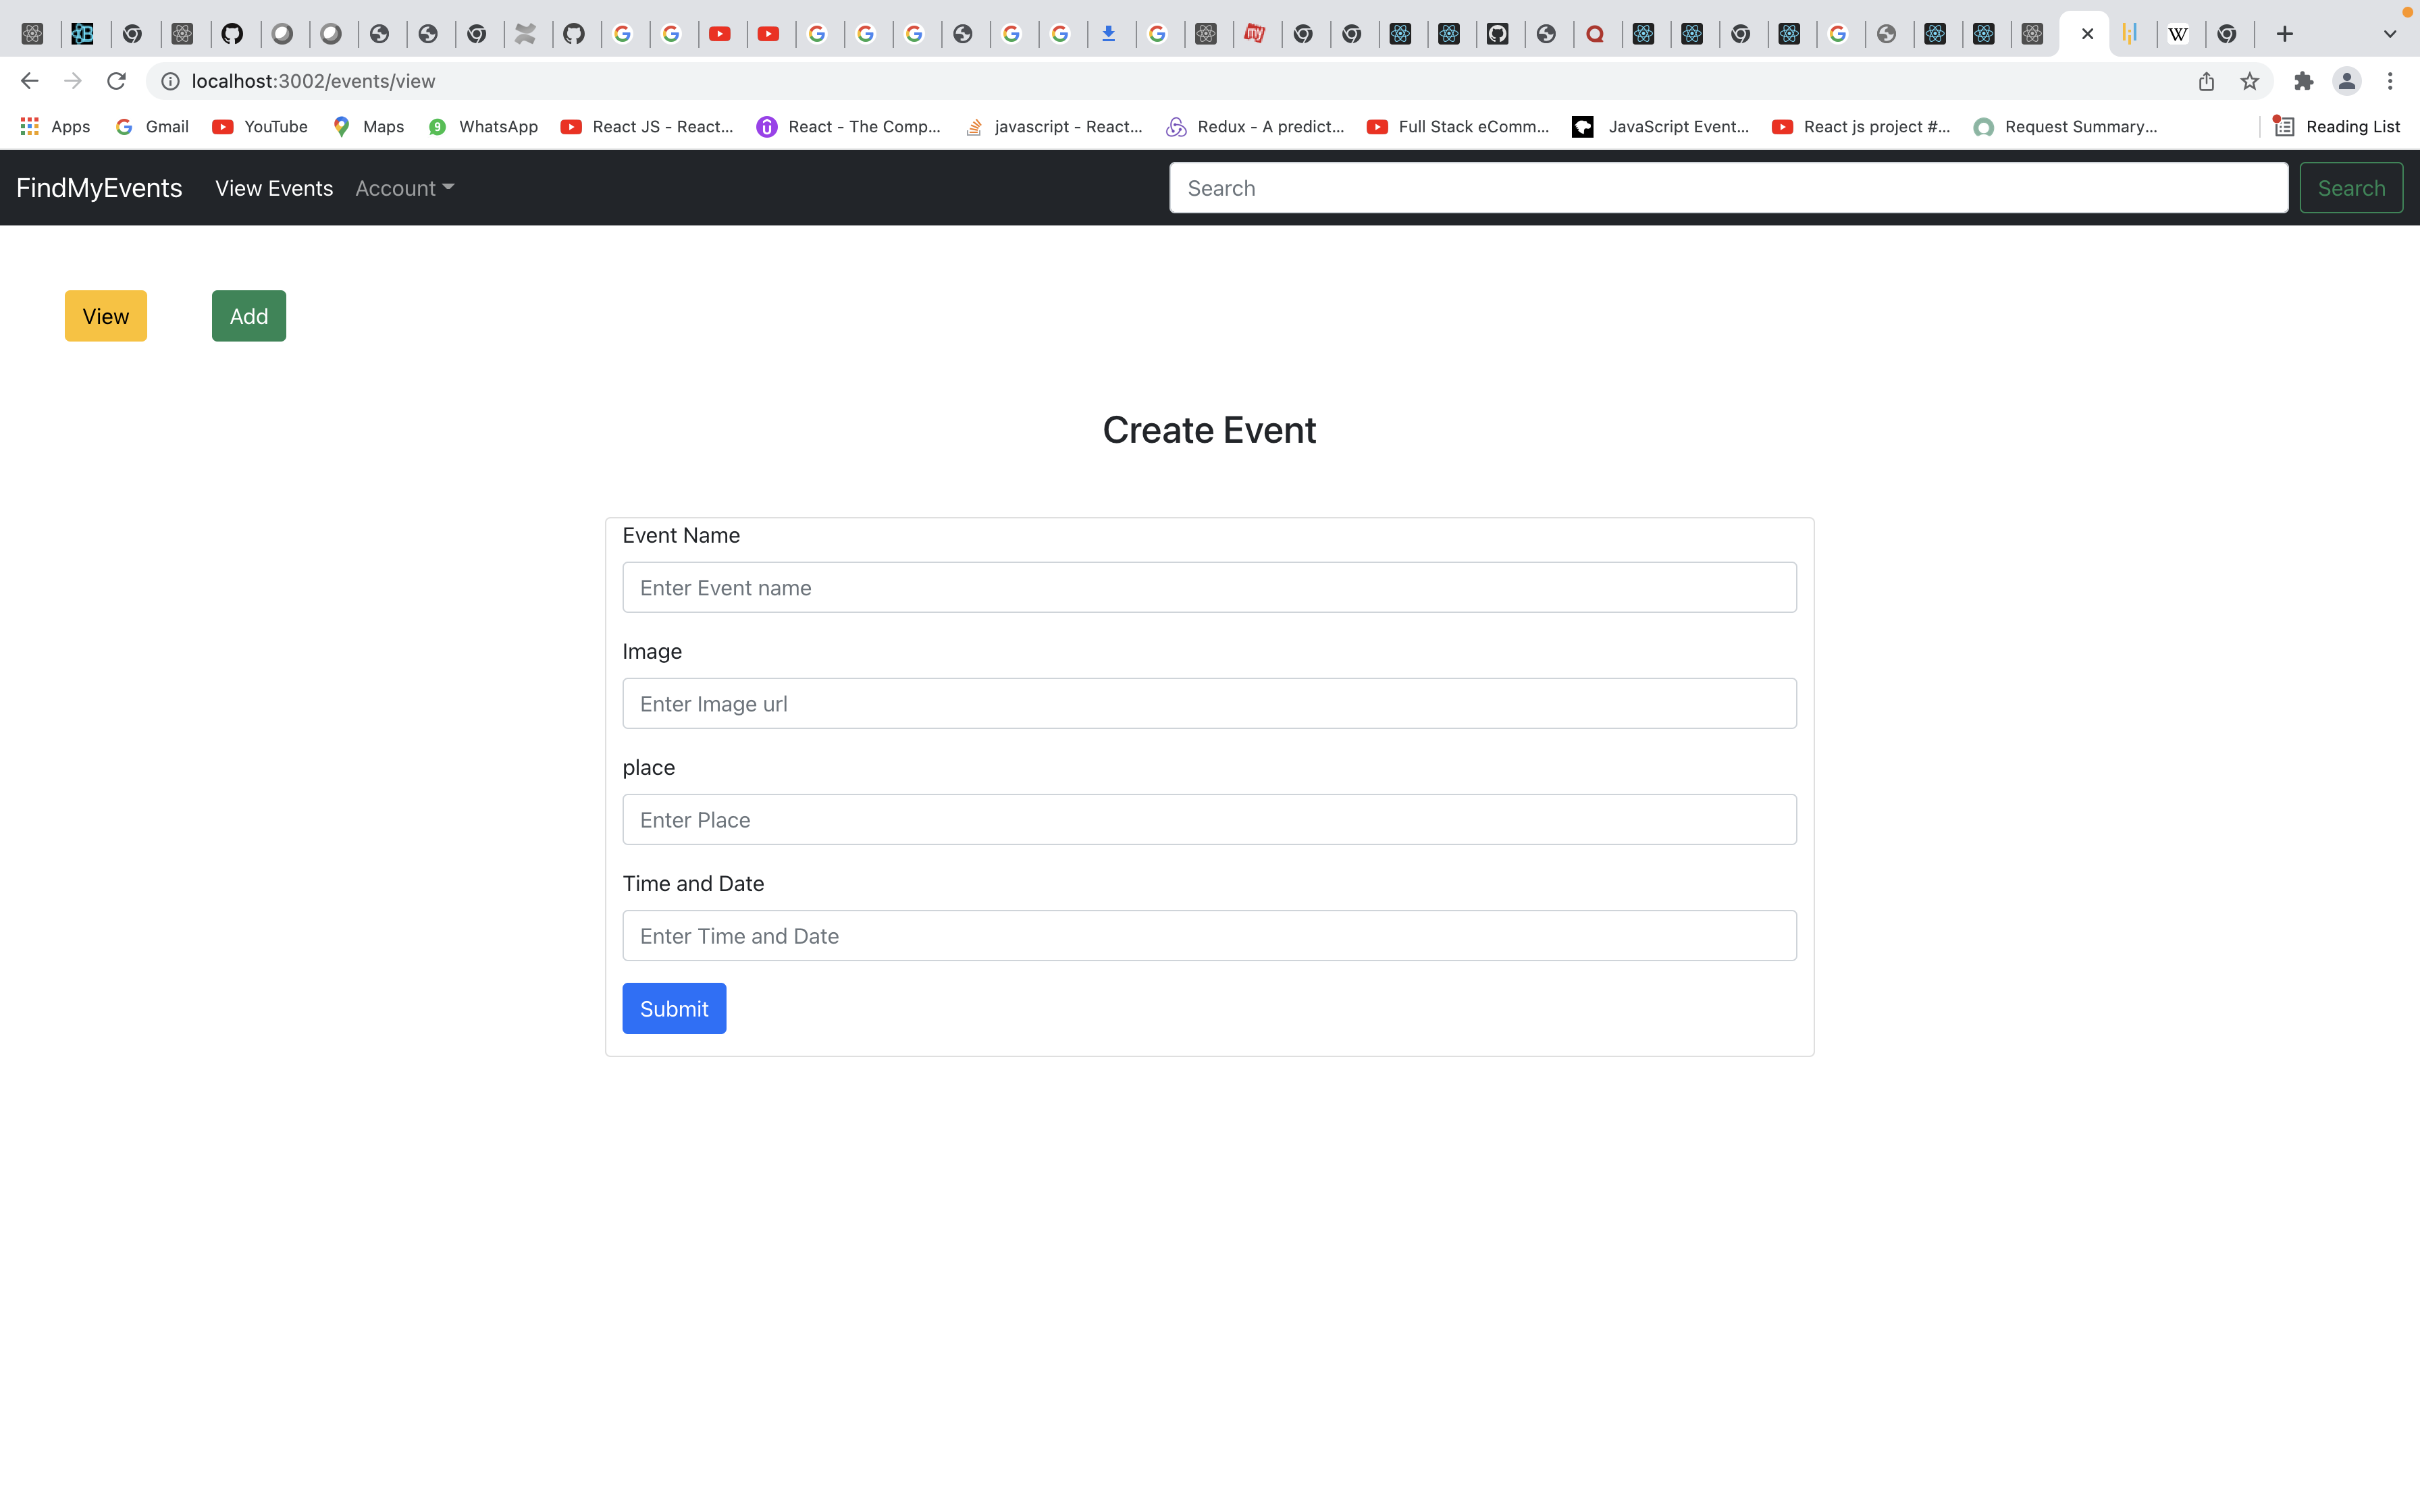 localhost:3002/events/view
Apps Gmail YouTube Maps 9 WhatsApp React JS - React... React - The Comp... javascript - React... Redux - A predict... Full Stack eComm... JavaScript Event... React js project #... Request Summary... Reading List
FindMyEvents View Events Account Search Search
View Add
Create Event
Event Name
Enter Event name
Image
Enter Image url
place
Enter Place
Time and Date
Enter Time and Date
Submit